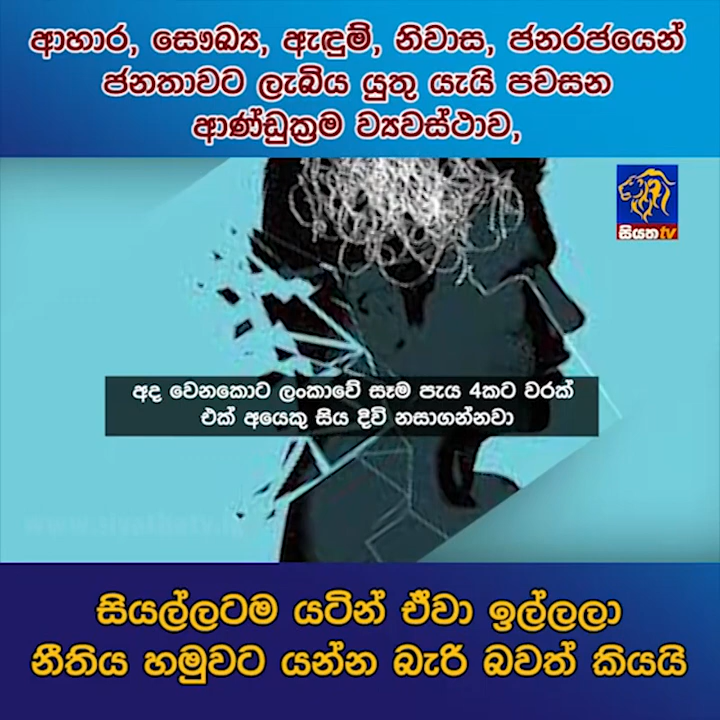 ආහාර, සෞඛ්‍ය, ඇඳුම්, නිවාස, ජනරජයෙන්
ජනතාවට ලැබිය යුතු යැයි පවසන
ආණ්ඩුක්‍රම ව්‍යවස්ථාව,
සියත tv
අද වෙනකොට ලංකාවේ සෑම පැය 4කට වරක්
එක් අයෙකු සිය දිවි නසාගන්නවා
සියල්ලටම යටින් ඒවා ඉල්ලලා
නීතිය හමුවට යන්න බැරි බවත් කියයි